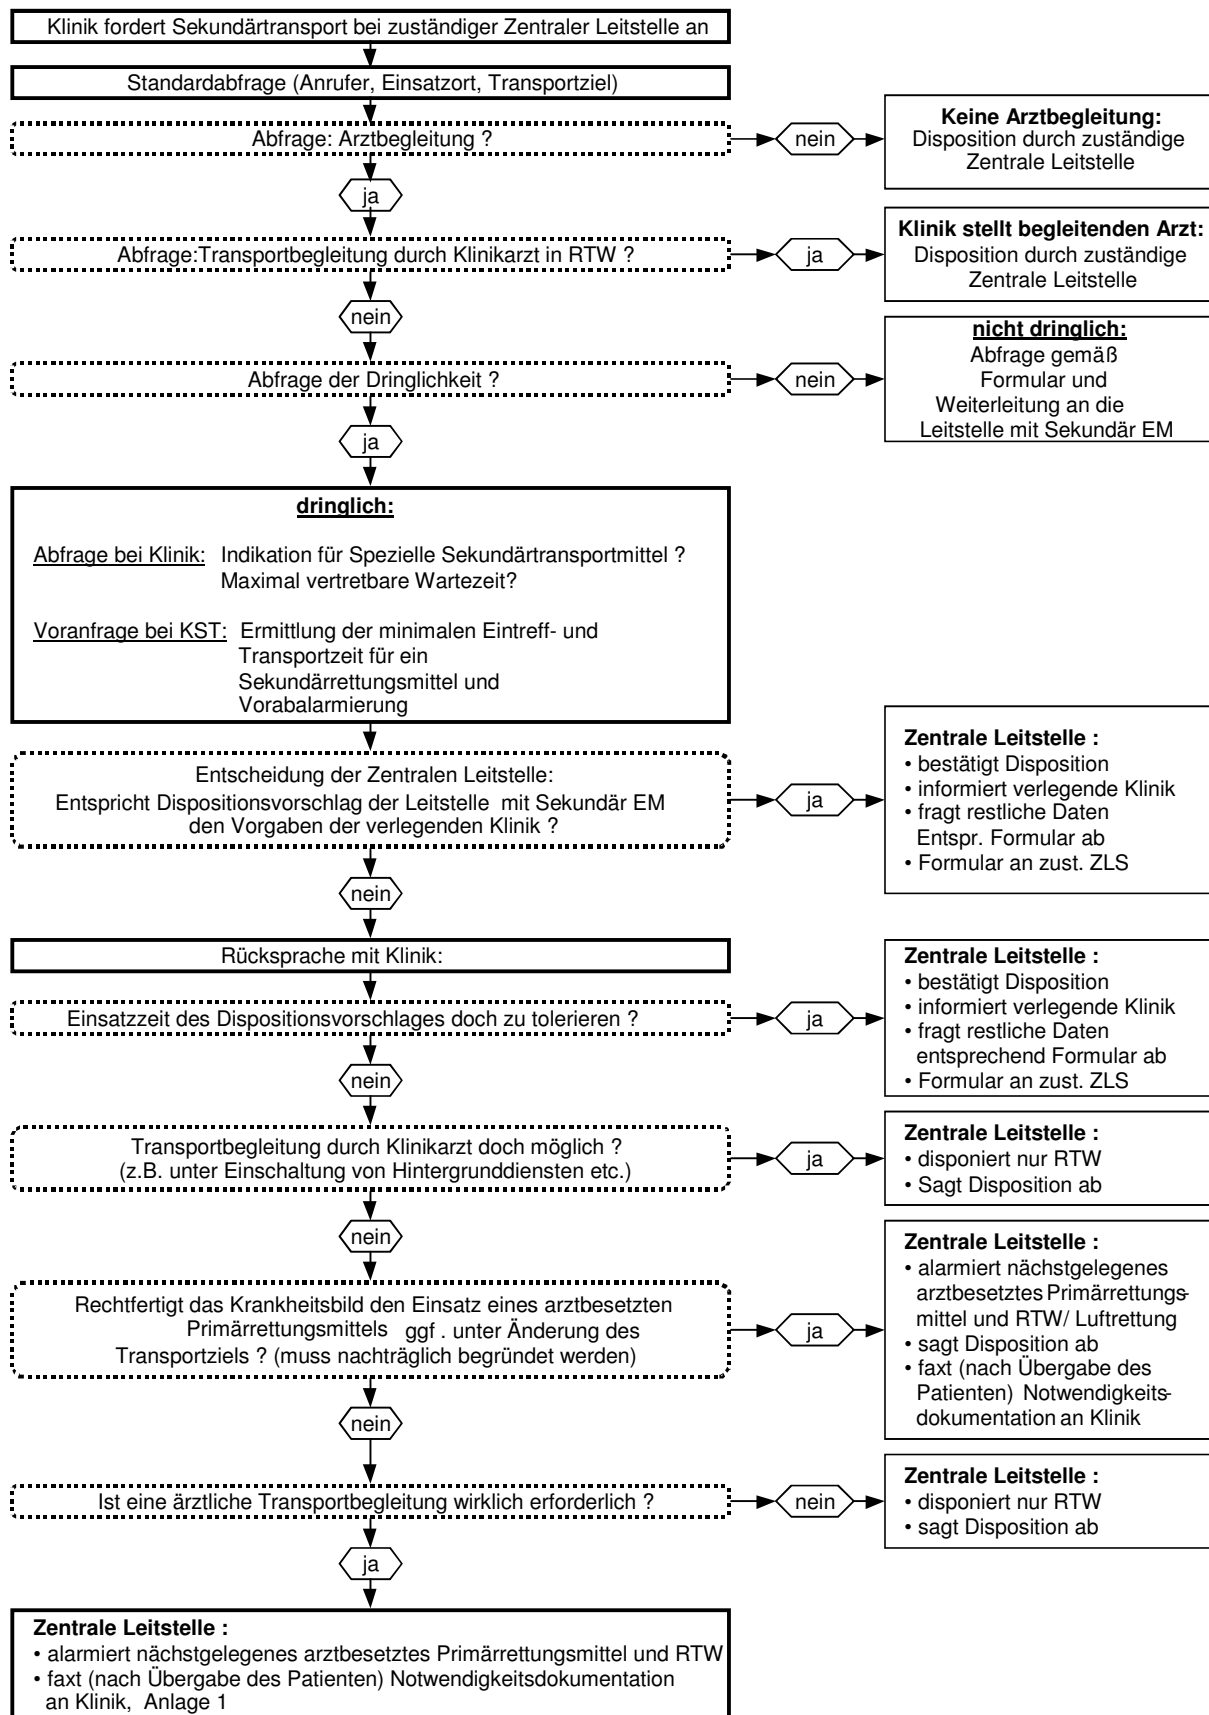 Klinik fordert Sekundärtransport bei zuständiger Zentraler Leitstelle an
Standardabfrage (Anrufer, Einsatzort, Transportziel)
Abfrage: Arztbegleitung ?
nein
Keine Arztbegleitung:
Disposition durch zuständige
Zentrale Leitstelle
ja
Abfrage:Transportbegleitung durch Klinikarzt in RTW ?
ja
Klinik stellt begleitenden Arzt:
Disposition durch zuständige
Zentrale Leitstelle
nein
Abfrage der Dringlichkeit ?
nein
nicht dringlich:
Abfrage gemäß
Formular und
Weiterleitung an die
Leitstelle mit Sekundär EM
ja
dringlich:
Abfrage bei Klinik: Indikation für Spezielle Sekundärtransportmittel ?
Maximal vertretbare Wartezeit?
Voranfrage bei KST: Ermittlung der minimalen Eintreff- und
Transportzeit für ein
Sekundärrettungsmittel und
Vorabalarmierung
Entscheidung der Zentralen Leitstelle:
Entspricht Dispositionsvorschlag der Leitstelle mit Sekundär EM
den Vorgaben der verlegenden Klinik ?
ja
Zentrale Leitstelle :
• bestätigt Disposition
• informiert verlegende Klinik
• fragt restliche Daten
Entspr. Formular ab
• Formular an zust. ZLS
nein
Rücksprache mit Klinik:
Einsatzzeit des Dispositionsvorschlages doch zu tolerieren ?
ja
Zentrale Leitstelle :
• bestätigt Disposition
• informiert verlegende Klinik
• fragt restliche Daten
entsprechend Formular ab
• Formular an zust. ZLS
nein
Transportbegleitung durch Klinikarzt doch möglich ?
(z.B. unter Einschaltung von Hintergrunddiensten etc.)
ja
Zentrale Leitstelle :
• disponiert nur RTW
• Sagt Disposition ab
nein
Rechtfertigt das Krankheitsbild den Einsatz eines arztbesetzten
Primärrettungsmittels ggf . unter Änderung des
Transportziels ? (muss nachträglich begründet werden)
ja
Zentrale Leitstelle :
• alarmiert nächstgelegenes
arztbesetztes Primärrettungs-
mittel und RTW/ Luftrettung
• sagt Disposition ab
• faxt (nach Übergabe des
Patienten) Notwendigkeits-
dokumentation an Klinik
nein
Ist eine ärztliche Transportbegleitung wirklich erforderlich ?
nein
Zentrale Leitstelle :
• disponiert nur RTW
• sagt Disposition ab
ja
Zentrale Leitstelle :
• alarmiert nächstgelegenes arztbesetztes Primärrettungsmittel und RTW
• faxt (nach Übergabe des Patienten) Notwendigkeitsdokumentation
an Klinik, Anlage 1